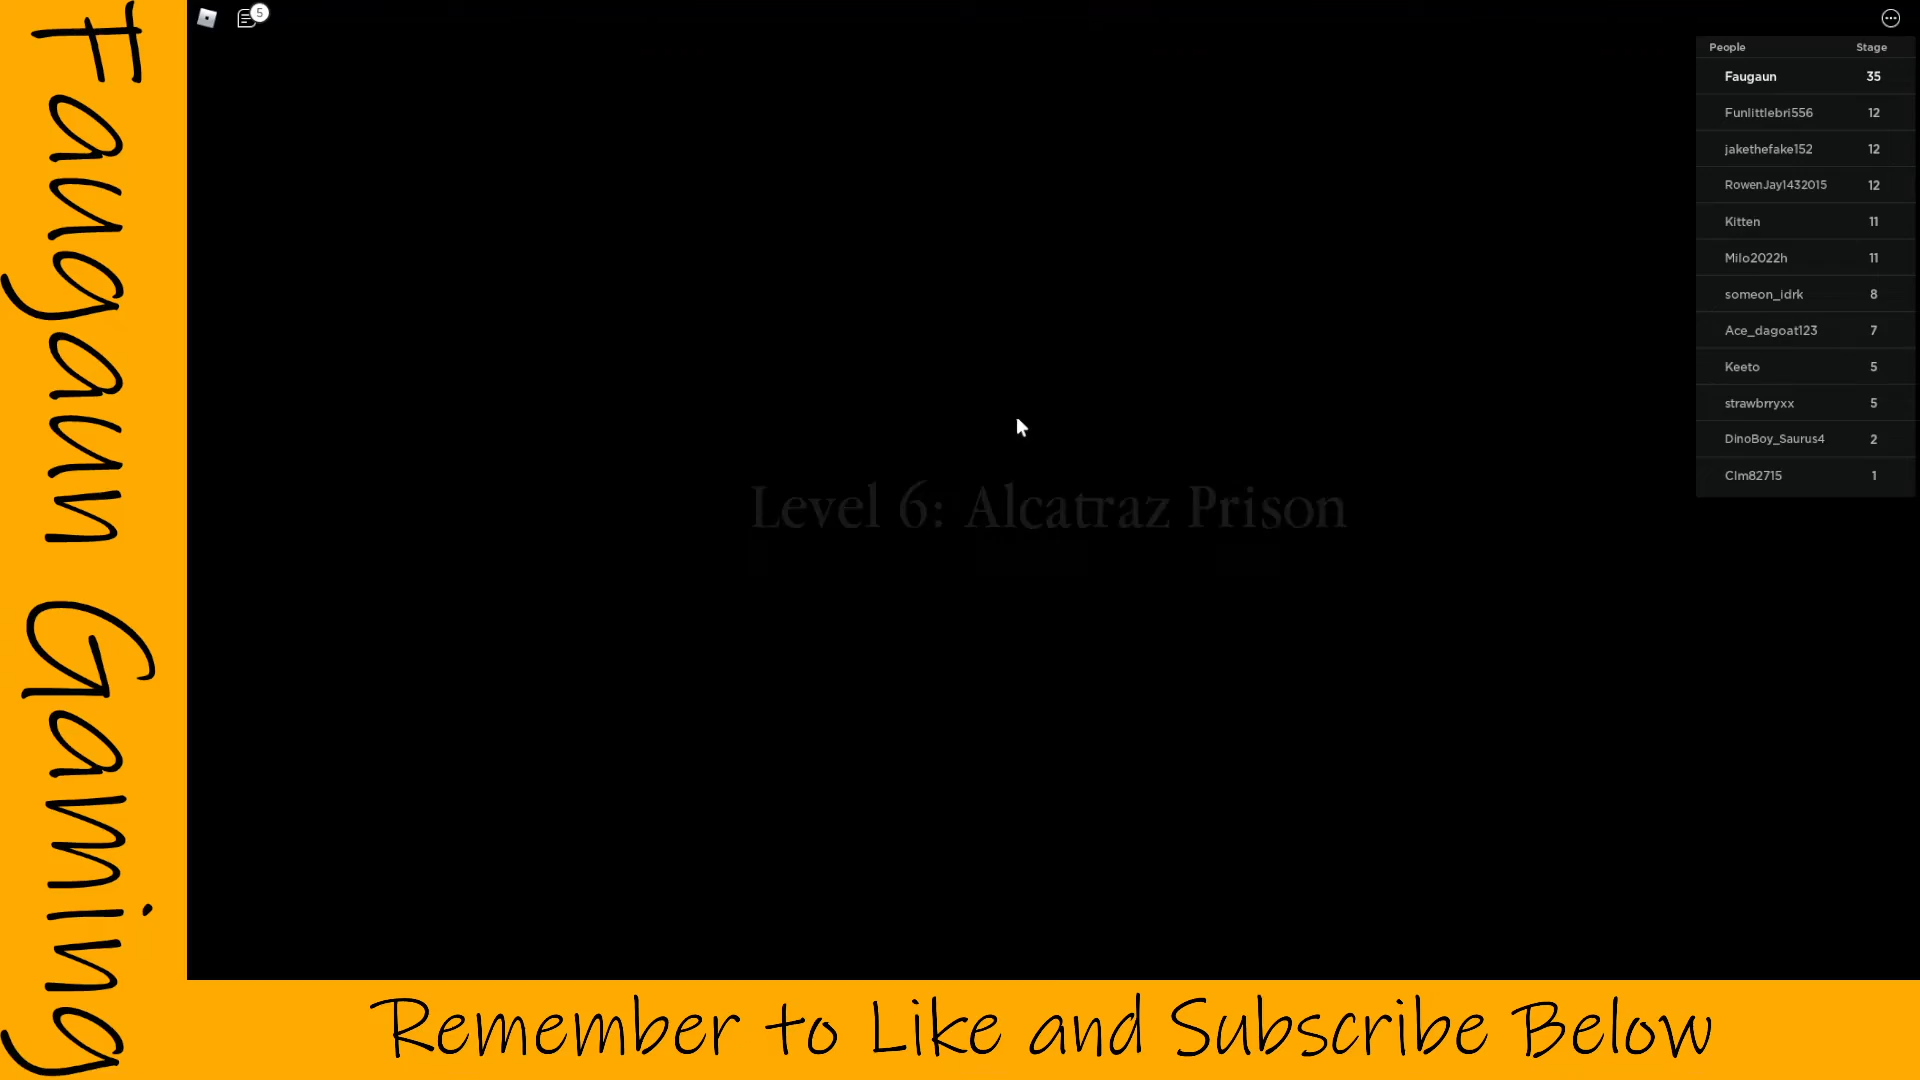 Faugaun Gaming
5
People Stage
Faugaun 35
Funlittlebri556 12
jakethefake152 12
RowenJay1432015 12
Kitten 11
Milo2022h 11
someon_idrk 8
Ace_dagoat123 7
Keeto 5
strawbrryxx 5
DinoBoy_Saurus4 2
Clm82715 1
Level 6: Alcatraz Prison
Remember to Like and Subscribe Below